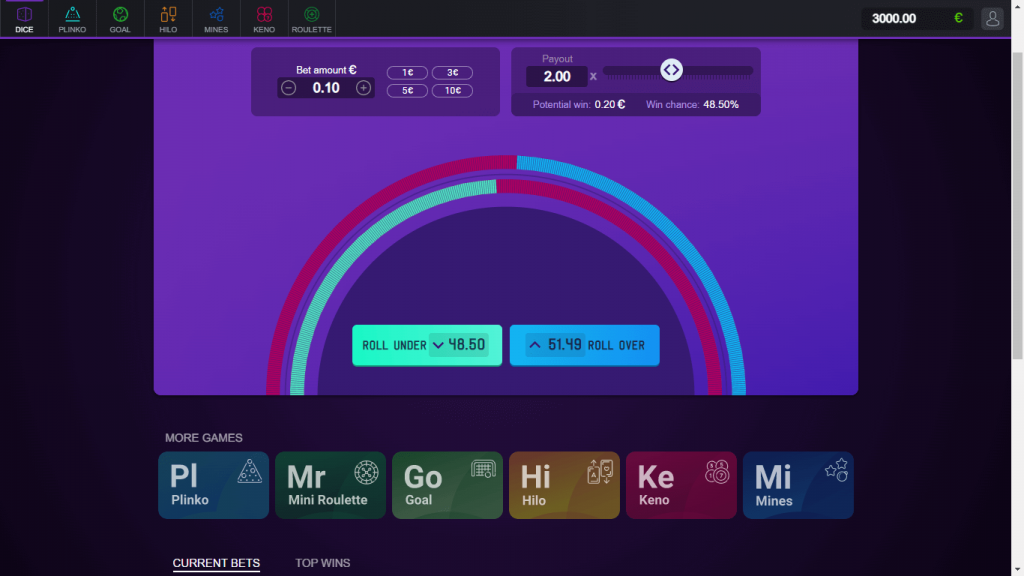 DICE PLINKO GOAL HILO MINES KENO ROULETTE 3000.00 €
Bet amount €
0.10
1¢ 3¢
5¢ 10¢
Payout
2.00 x
Potential win: 0.20 € Win chance: 48.50%
ROLL UNDER 48.50
51.49 ROLL OVER
MORE GAMES
Pl
Plinko
Mr
Mini Roulette
Go
Goal
Hi
Hilo
Ke
Keno
Mi
Mines
CURRENT BETS TOP WINS